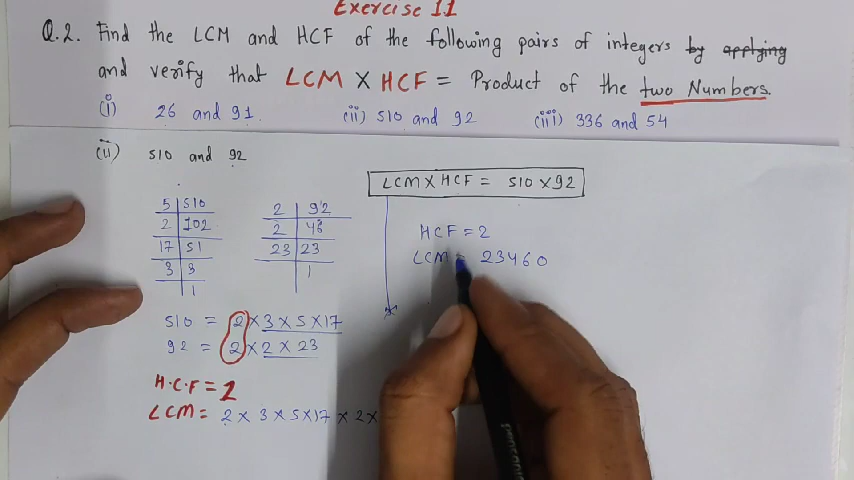 Exercise 11
Q.2. Find the LCM and HCF of the following pairs of integers by applying
and verify that LCM X HCF = Product of the two Numbers.
(i) 26 and 91. (ii) 510 and 92 (iii) 336 and 54
(ii) 510 and 92
LCM X HCF = 510 X 92
5 510
2 102
17 51
3 3
1
2 92
2 46
23 23
1
HCF = 2
LCM = 23460
510 = 2 X 3 X 5 X 17
92 = 2 X 2 X 23
H.C.F = 2
LCM = 2 X 3 X 5 X 17 X 2 X